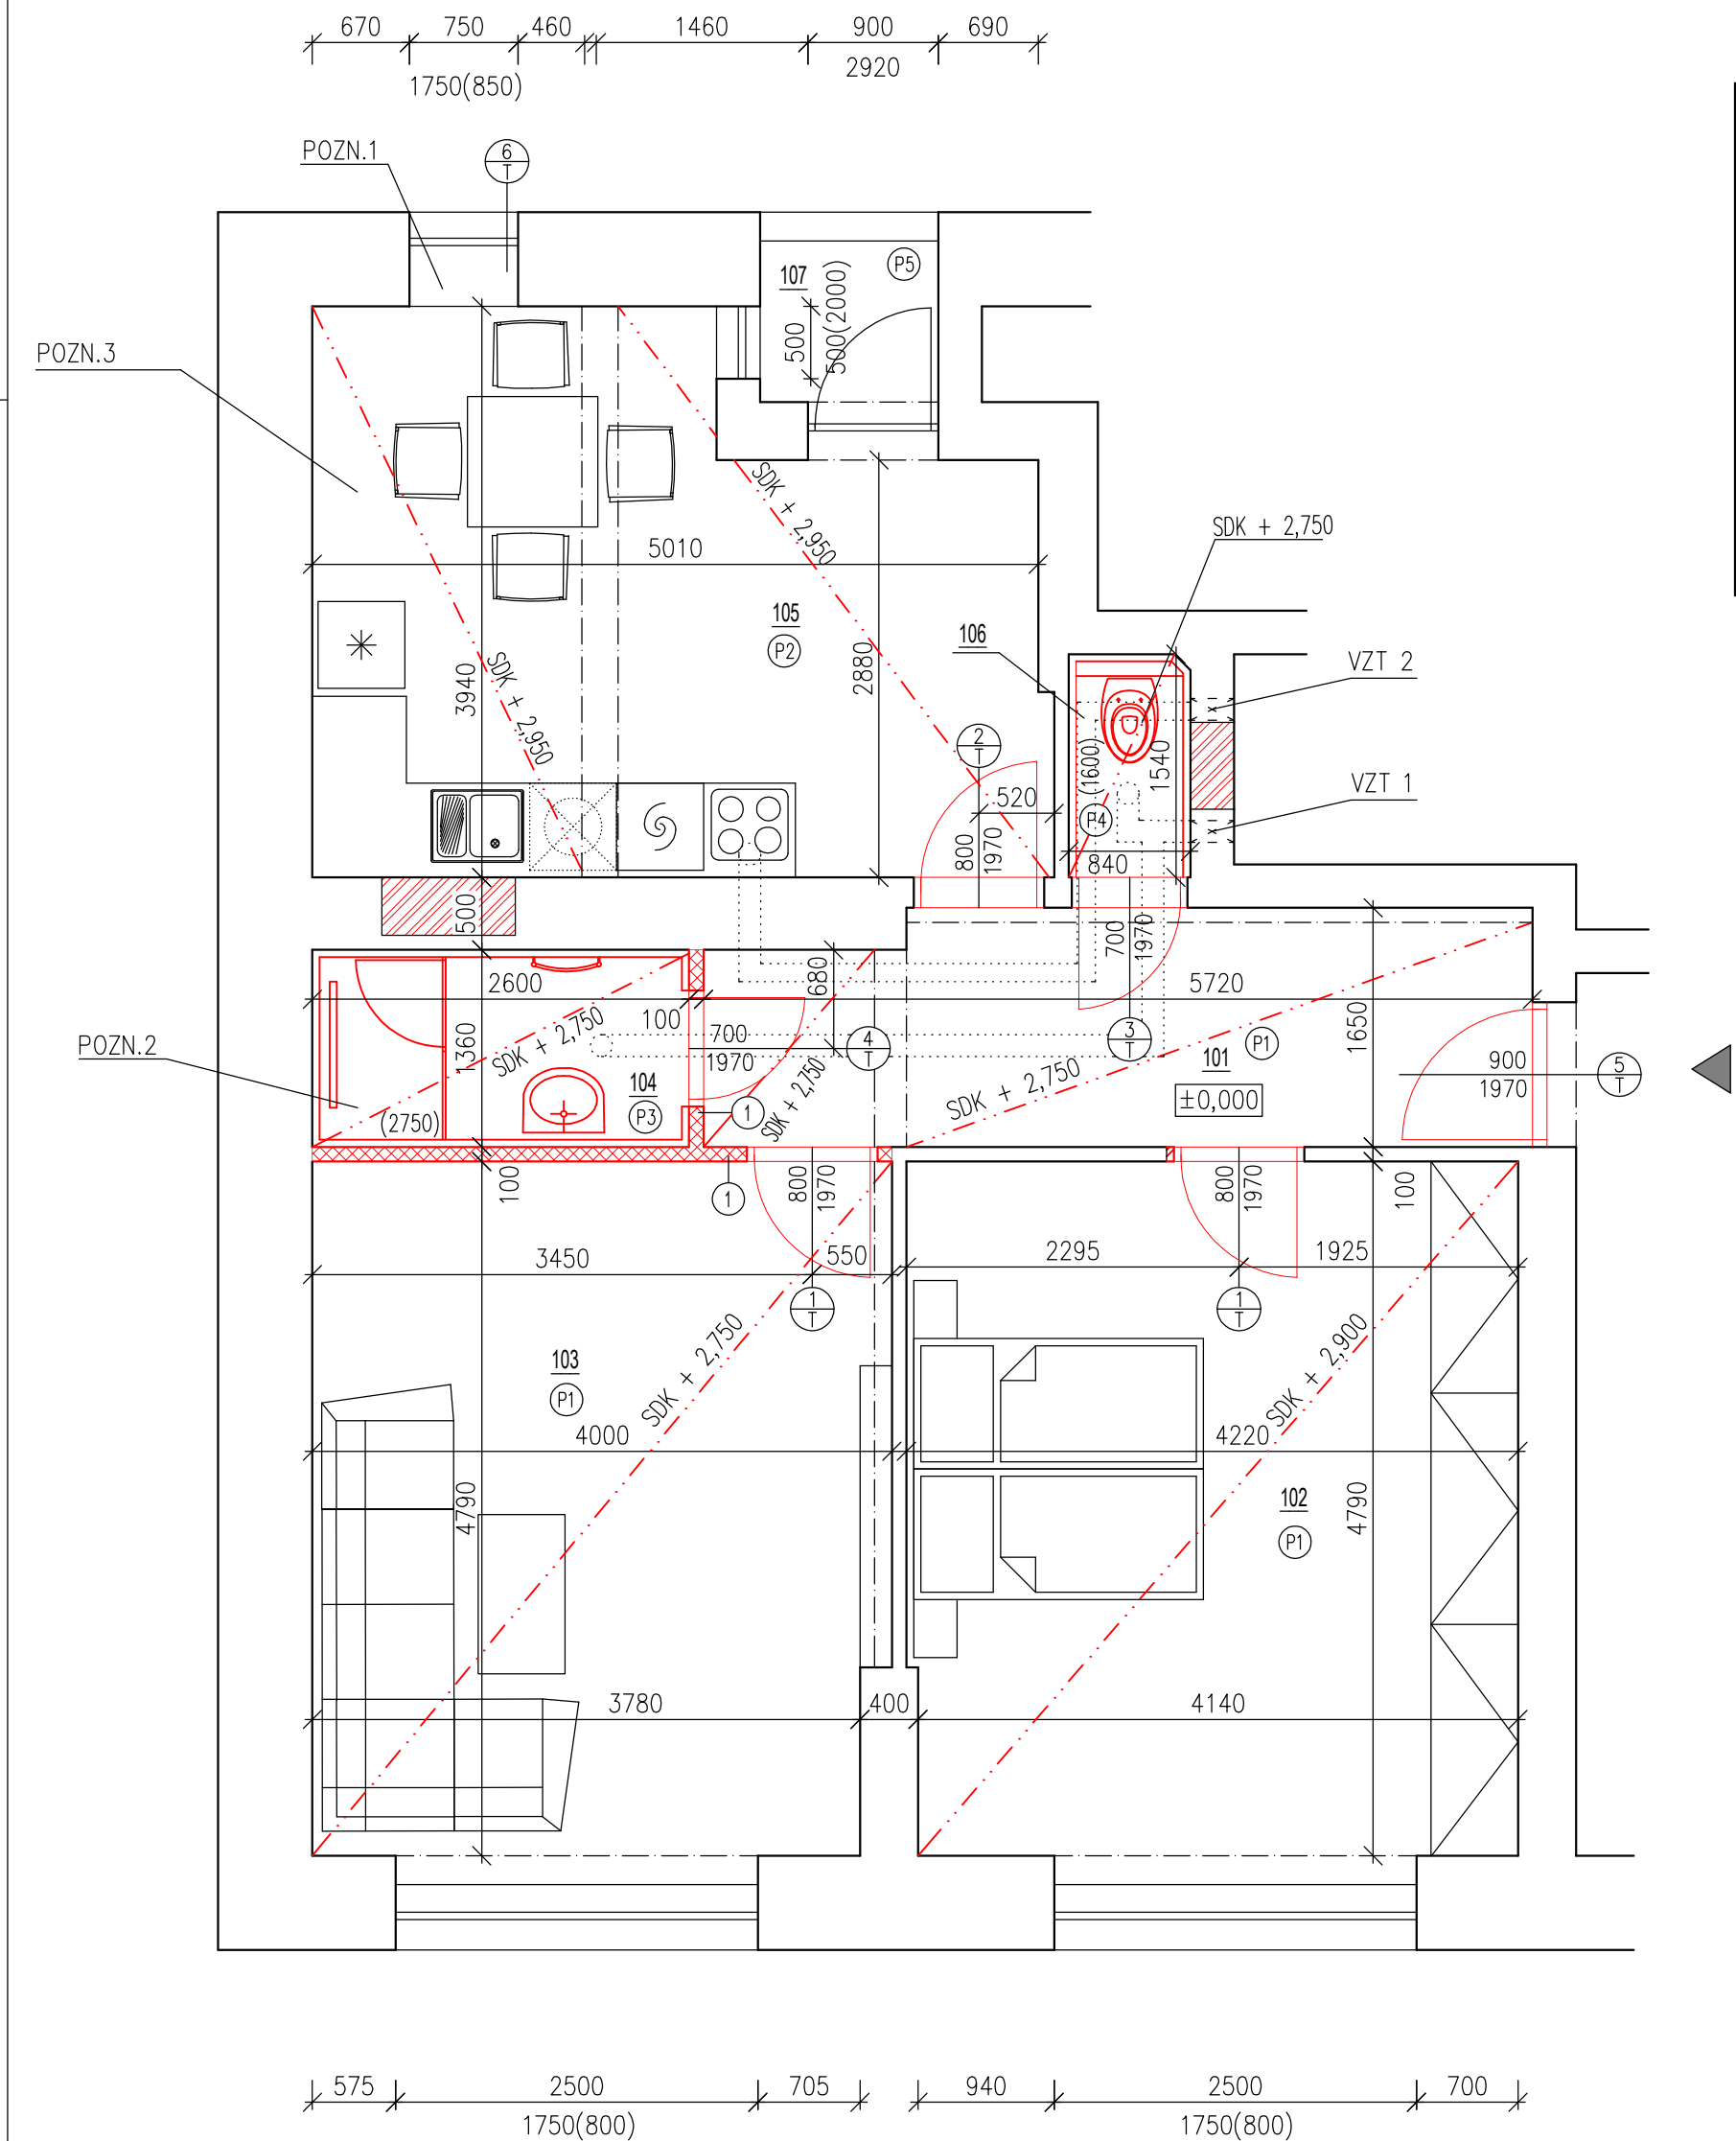 670 750 460 1460 900 690
1750(850) 2920
POZN.1
6
T
107
P5
500
500(2000)
POZN.3
SDK + 2,950
5010
SDK + 2,750
105
P2
106
2880
3940
SDK + 2,950
VZT 2
2
T
(1600)
1540
520
VZT 1
P4
800
1970
840
500
700
1970
2600
680
5720
100
1360
SDK + 2,750
700
1970
4
T
3
T
P1
1650
POZN.2
104
P3
(2750)
1
SDK + 2,750
101
SDK + 2,750
±0,000
900
1970
5
T
100
1
800
1970
800
1970
100
3450
550
2295
1925
1
T
1
T
103
P1
SDK + 2,750
SDK + 2,900
4000
4220
4790
102
P1
4790
3780
400
4140
575 2500 705 940 2500 700
1750(800) 1750(800)